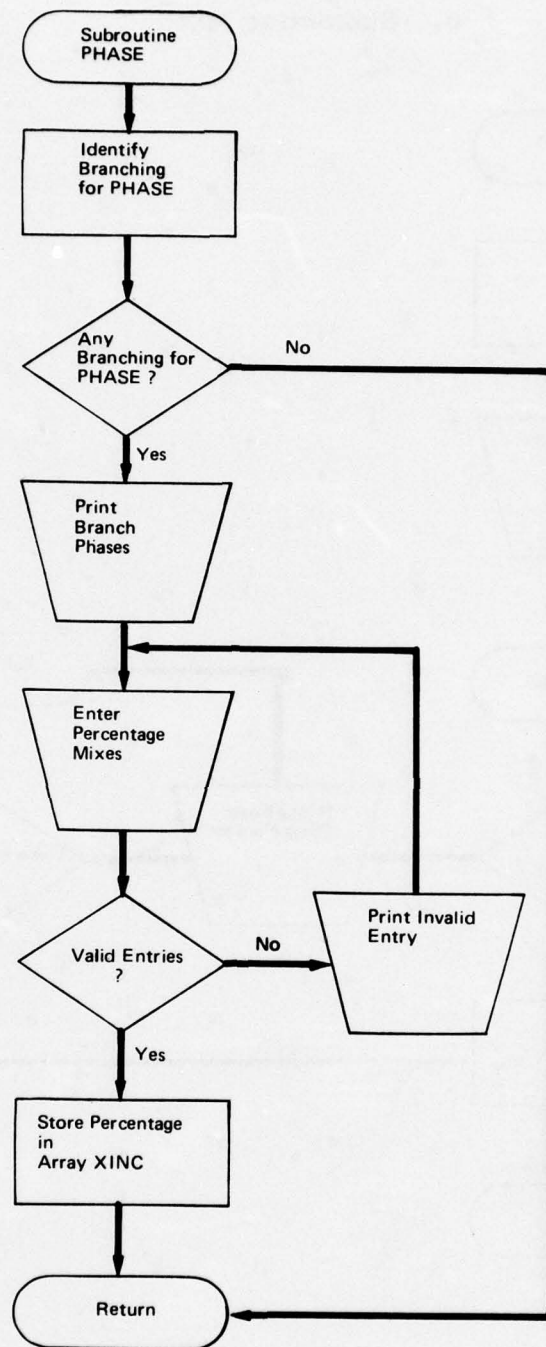 Subroutine
PHASE
Identify
Branching
for PHASE
Any
Branching for
PHASE ?
No
Yes
Print
Branch
Phases
Enter
Percentage
Mixes
Valid Entries
?
No
Print Invalid
Entry
Yes
Store Percentage
in
Array XINC
Return